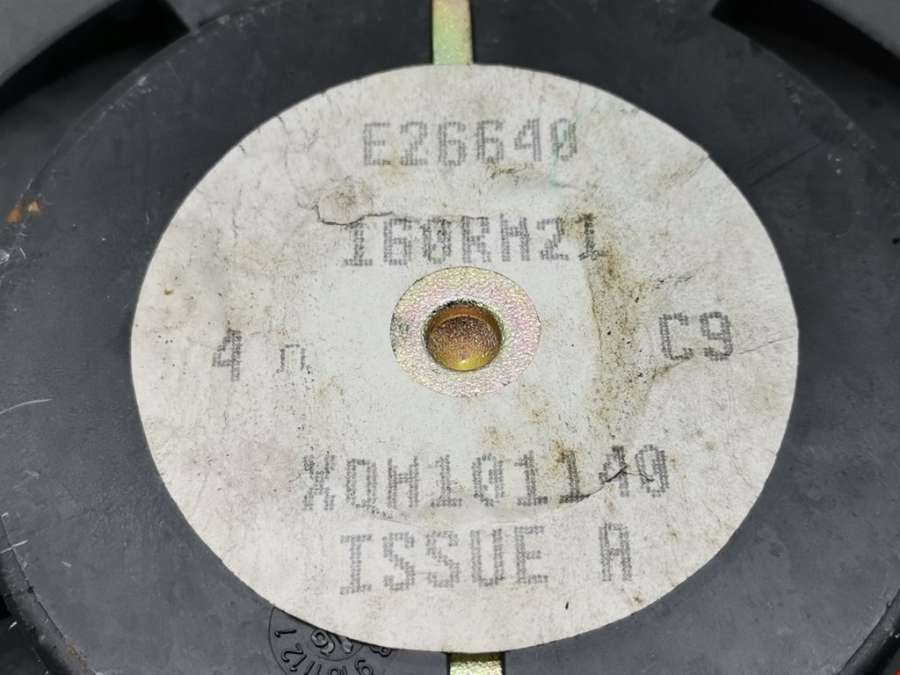 E26640
160RH21
4 Ω C9
XQH101140
ISSUE A